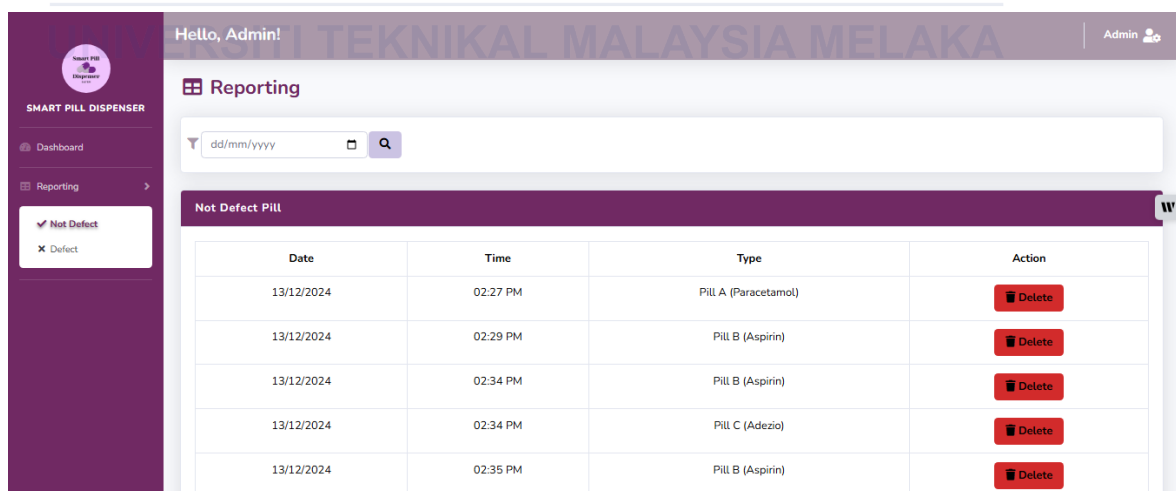 UNIVERSITI TEKNIKAL MALAYSIA MELAKA
Hello, Admin!
Admin
Smart Pill
Dispenser
SMART PILL DISPENSER
Dashboard
Reporting
Not Defect
Defect
Reporting
dd/mm/yyyy
Not Defect Pill
W
Date Time Type Action
13/12/2024 02:27 PM Pill A (Paracetamol) Delete
13/12/2024 02:29 PM Pill B (Aspirin) Delete
13/12/2024 02:34 PM Pill B (Aspirin) Delete
13/12/2024 02:34 PM Pill C (Adezio) Delete
13/12/2024 02:35 PM Pill B (Aspirin) Delete